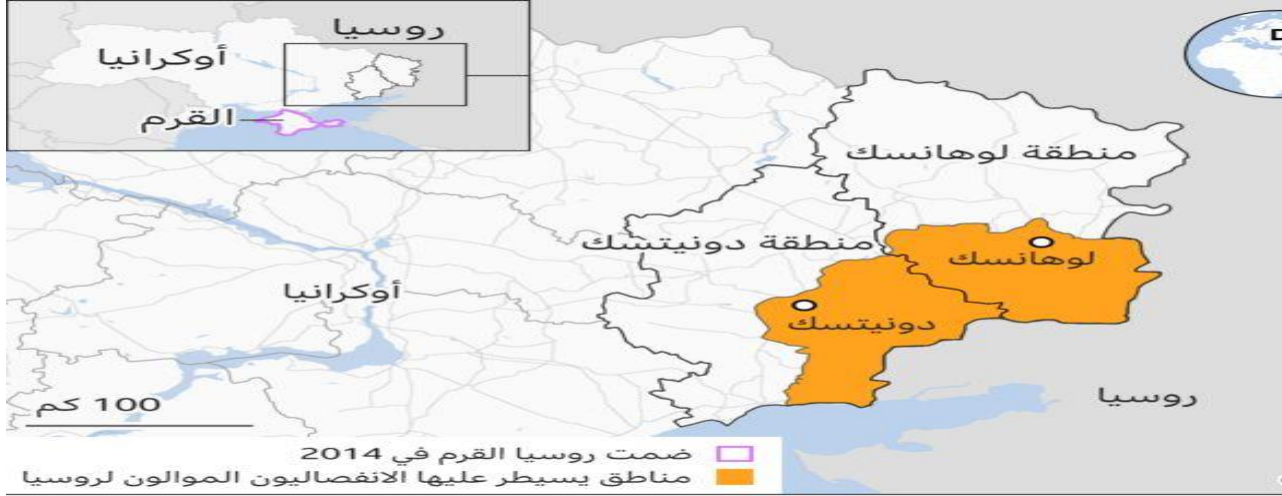 روسيا
أوكرانيا
القرم
منطقة لوهانسك
منطقة دونيتسك
لوهانسك
أوكرانيا
دونيتسك
روسيا
100 كم
ضمت روسيا القرم في 2014
مناطق يسيطر عليها الانفصاليون الموالون لروسيا